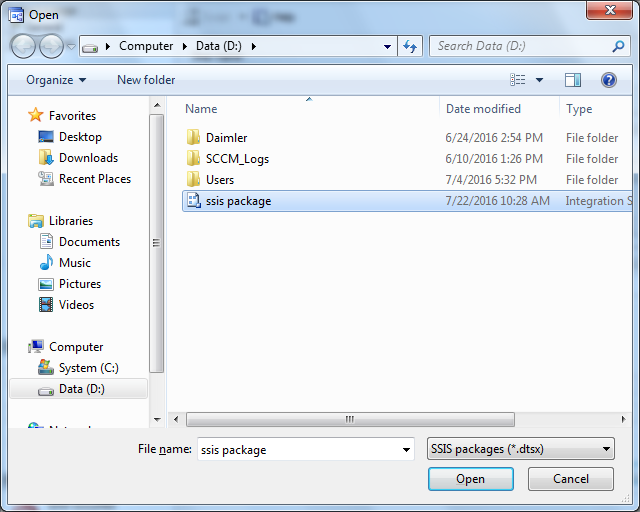 Open
Computer Data (D:)
Search Data (D:)
Organize New folder
Name Date modified Type
Favorites
Desktop
Downloads
Recent Places
Libraries
Documents
Music
Pictures
Videos
Computer
System (C:)
Data (D:)
Daimler 6/24/2016 2:54 PM File folder
SCCM_Logs 6/10/2016 1:26 PM File folder
Users 7/4/2016 5:32 PM File folder
ssis package 7/22/2016 10:28 AM Integration S
File name: ssis package SSIS packages (*.dtsx)
Open Cancel